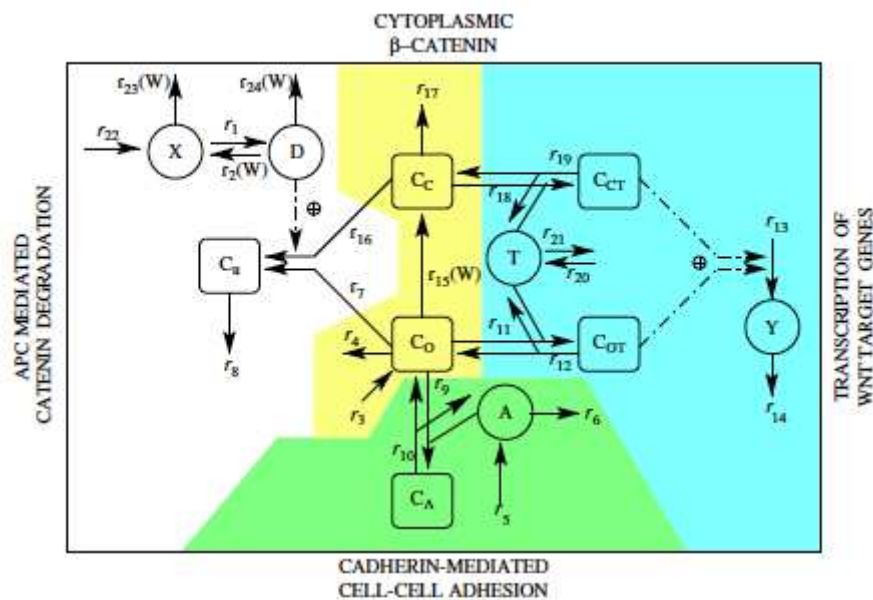 CYTOPLASMIC
β–CATENIN
r23(W)
r24(W)
r17
r22
X
r1
D
r2(W)
CC
r19
r18
CCT
⊕
r16
T
r21
r20
r13
⊕
Cu
r7
r15(W)
r8
r4
CO
r11
r12
COT
Y
r14
r3
r9
A
r6
r10
CA
r5
APC MEDIATED
CATENIN DEGRADATION
TRANSCRIPTION OF
WNT TARGET GENES
CADHERIN-MEDIATED
CELL-CELL ADHESION